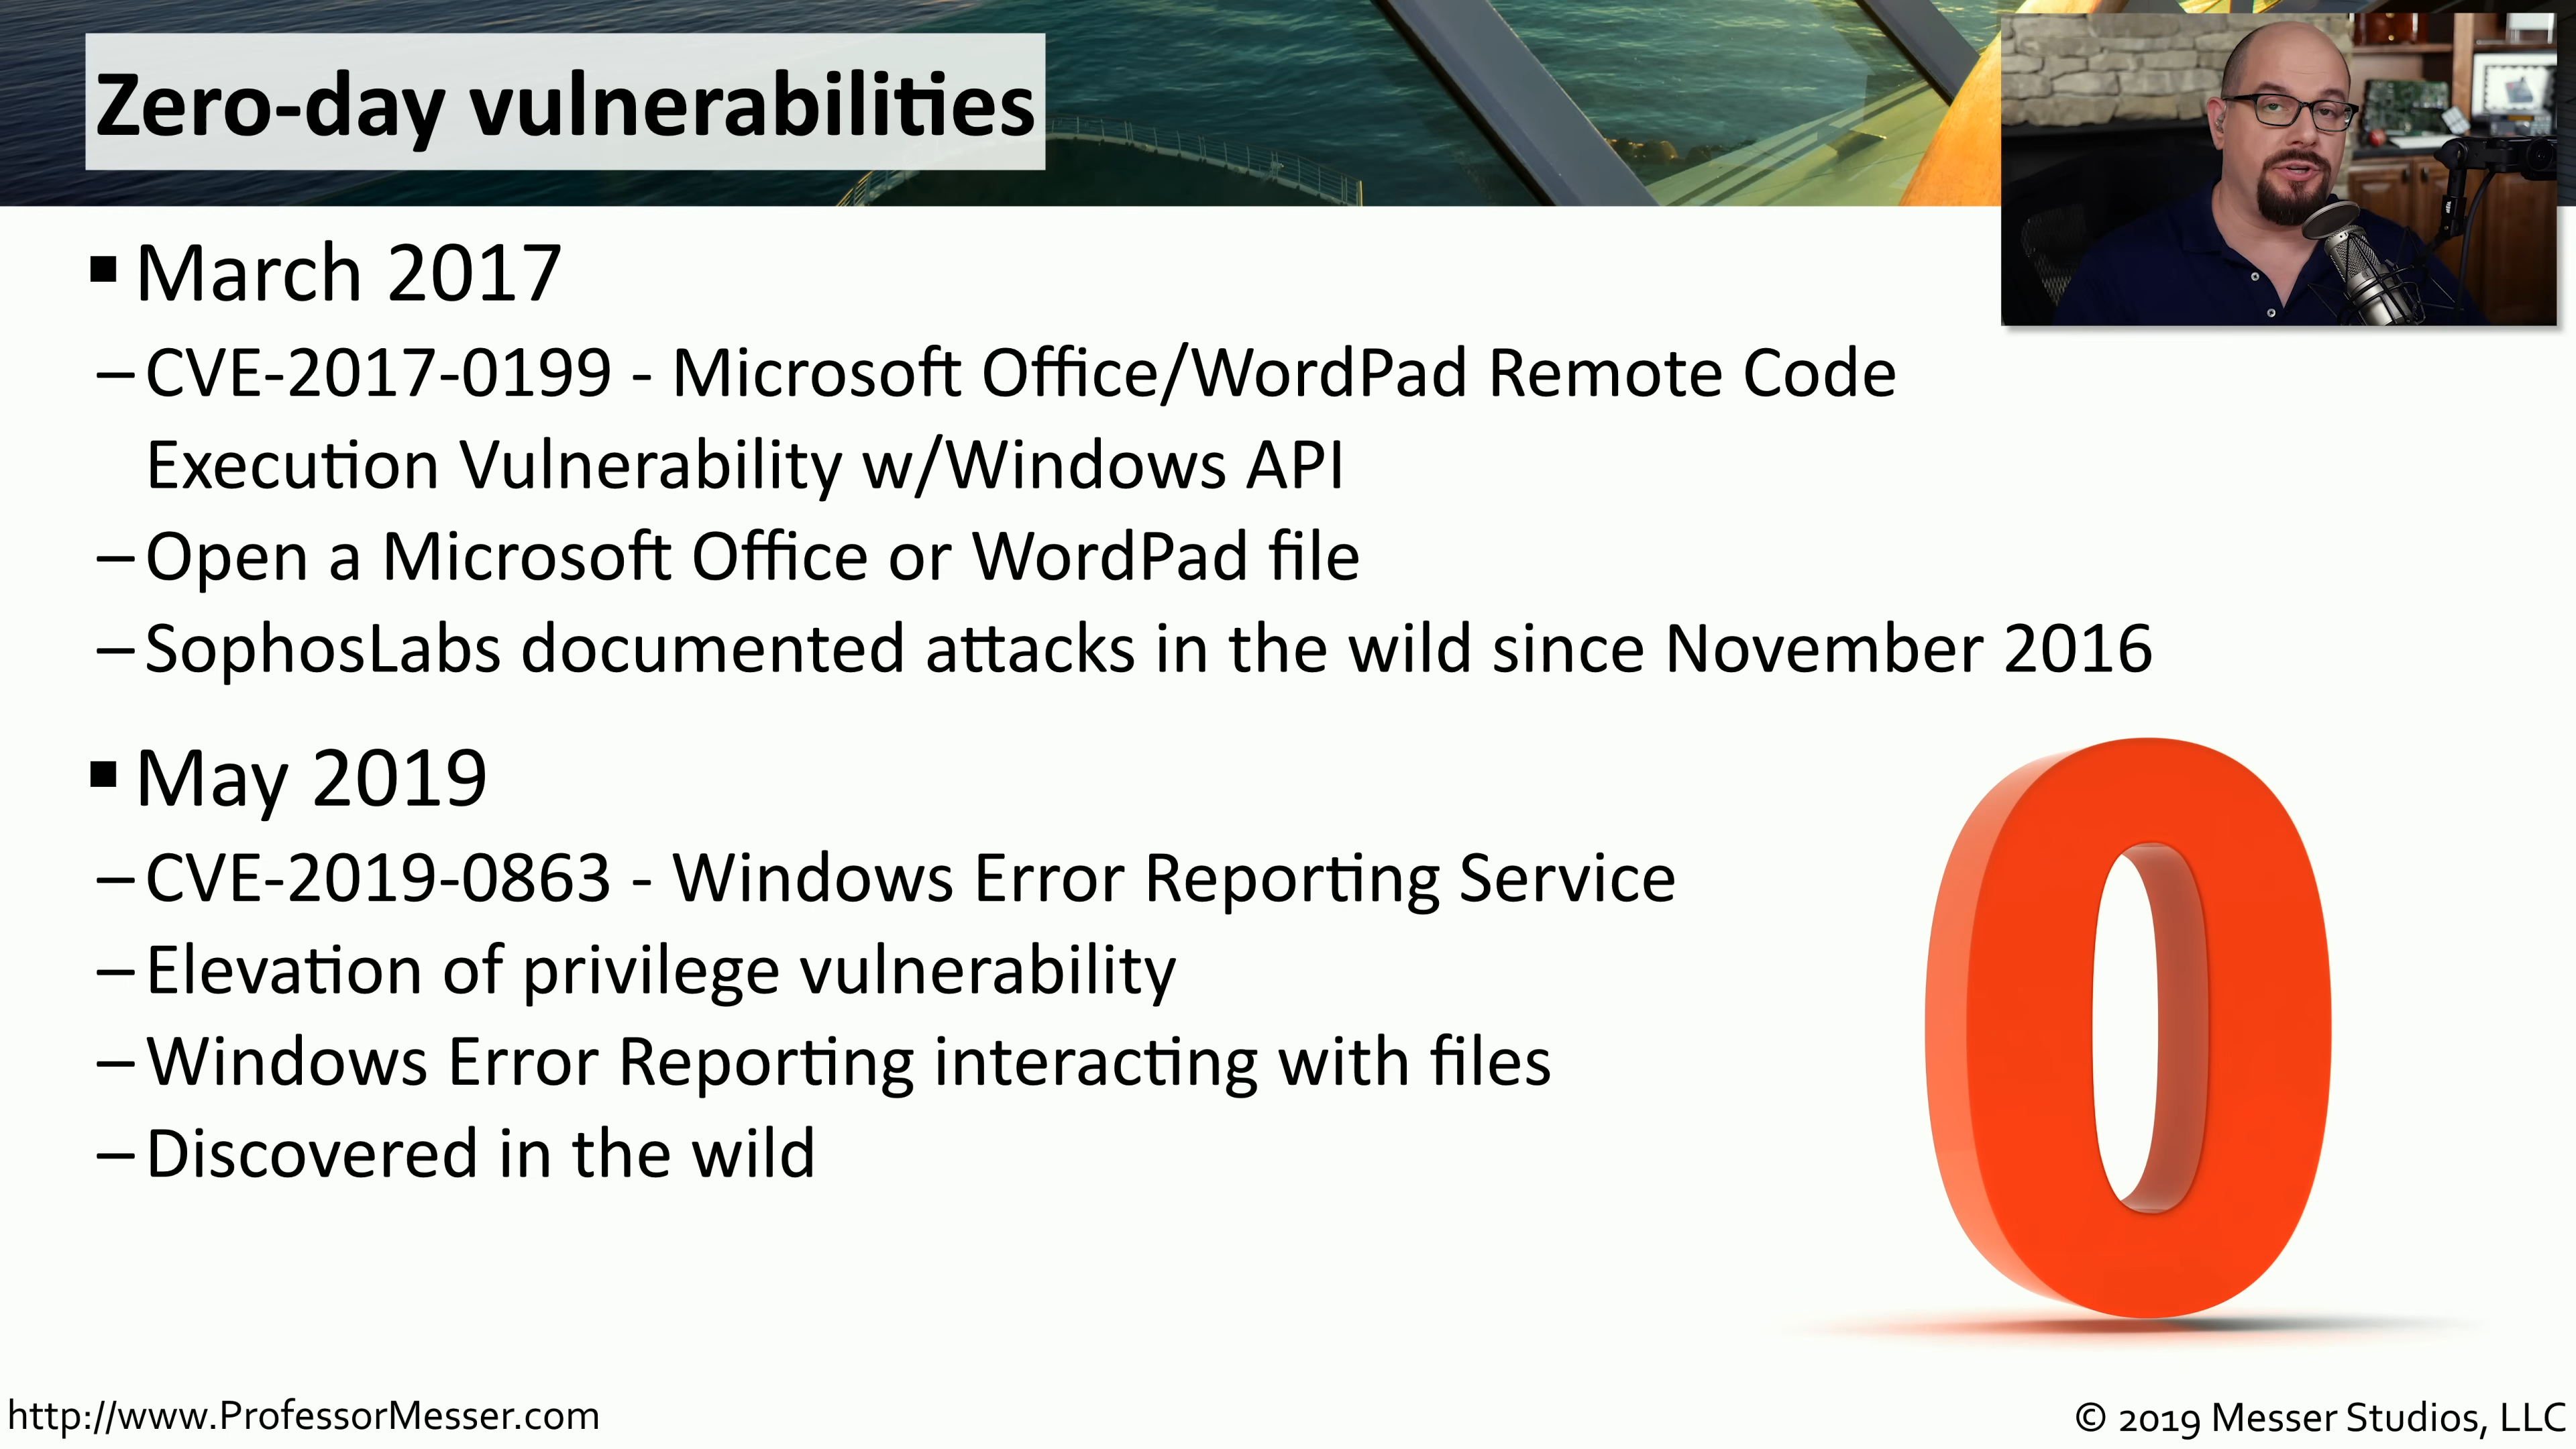 Zero-day vulnerabilities
▪ March 2017
– CVE-2017-0199 - Microsoft Office/WordPad Remote Code
Execution Vulnerability w/Windows API
– Open a Microsoft Office or WordPad file
– SophosLabs documented attacks in the wild since November 2016
▪ May 2019
– CVE-2019-0863 - Windows Error Reporting Service
– Elevation of privilege vulnerability
– Windows Error Reporting interacting with files
– Discovered in the wild
0
http://www.ProfessorMesser.com
© 2019 Messer Studios, LLC